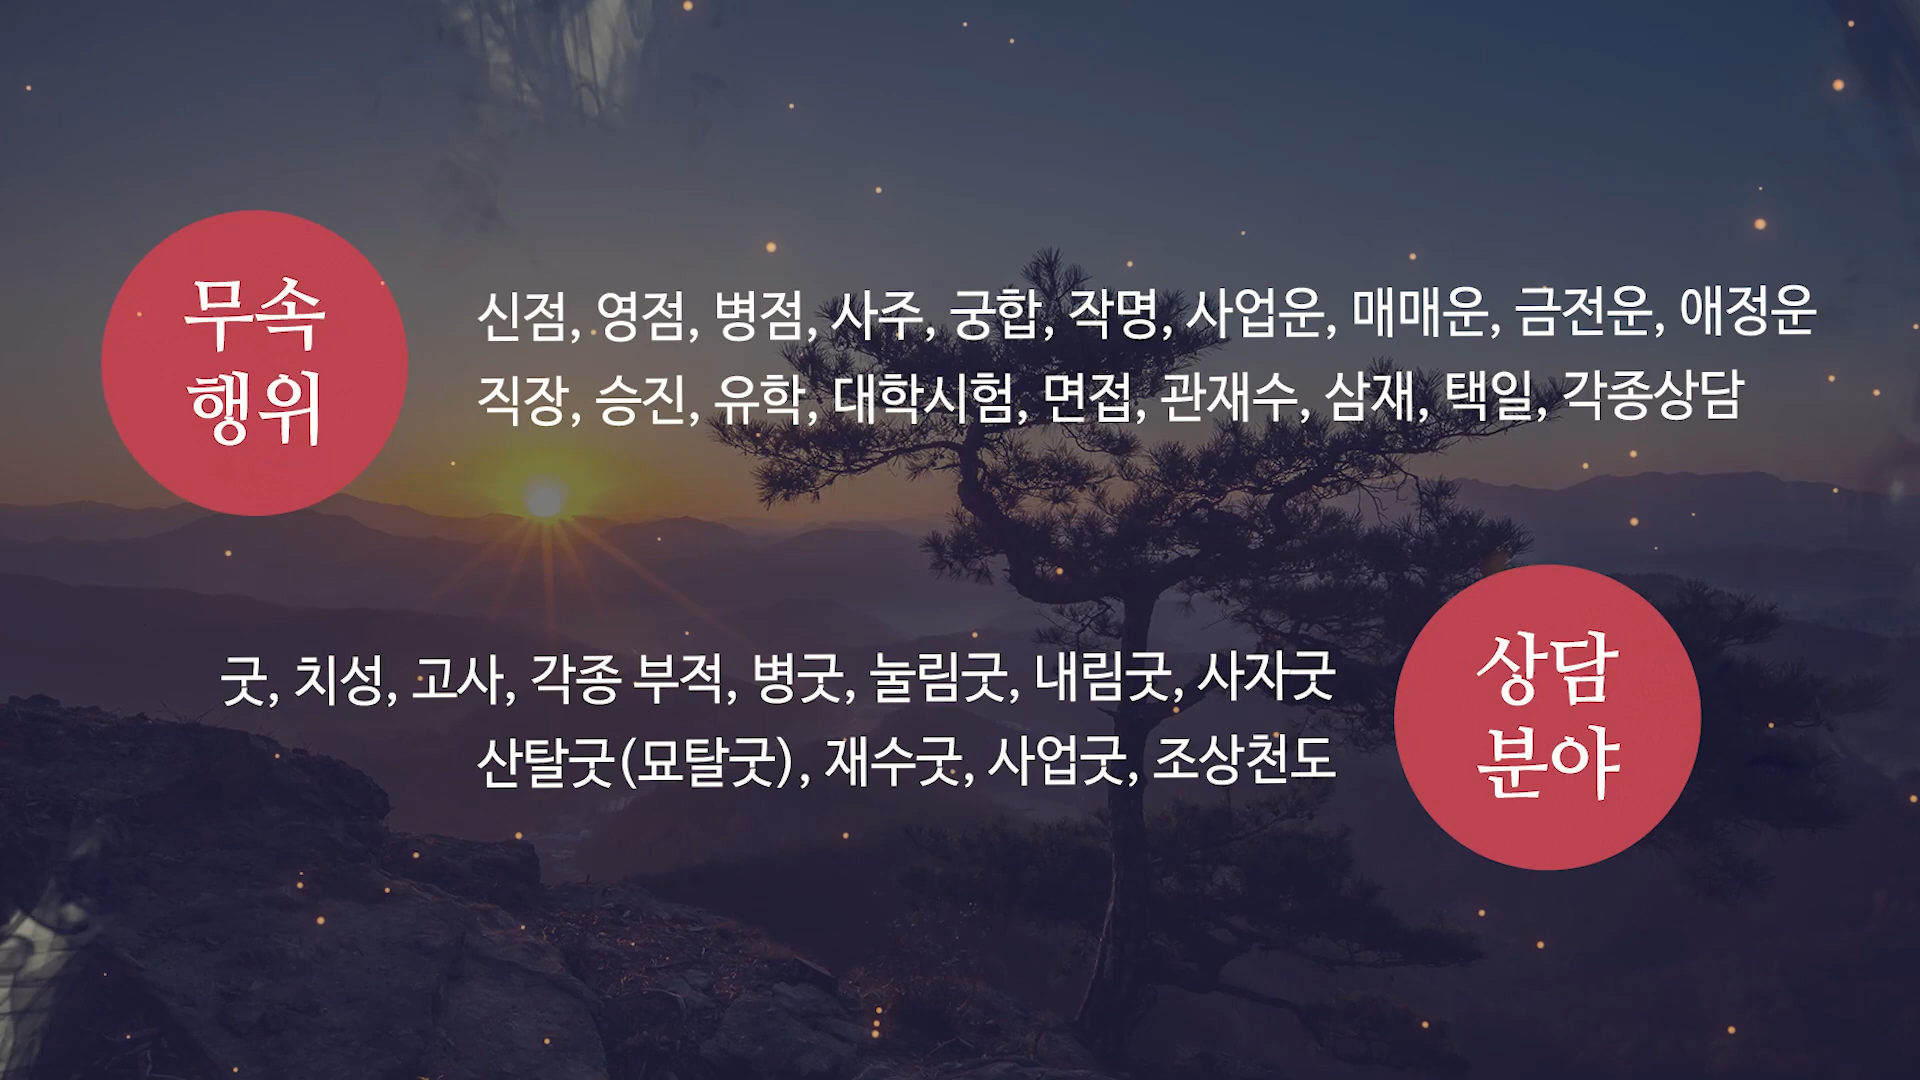 무속
행위
신점, 영점, 병점, 사주, 궁합, 작명, 사업운, 매매운, 금전운, 애정운
직장, 승진, 유학, 대학시험, 면접, 관재수, 삼재, 택일, 각종상담
굿, 치성, 고사, 각종 부적, 병굿, 눌림굿, 내림굿, 사자굿
산탈굿(묘탈굿), 재수굿, 사업굿, 조상천도
상담
분야